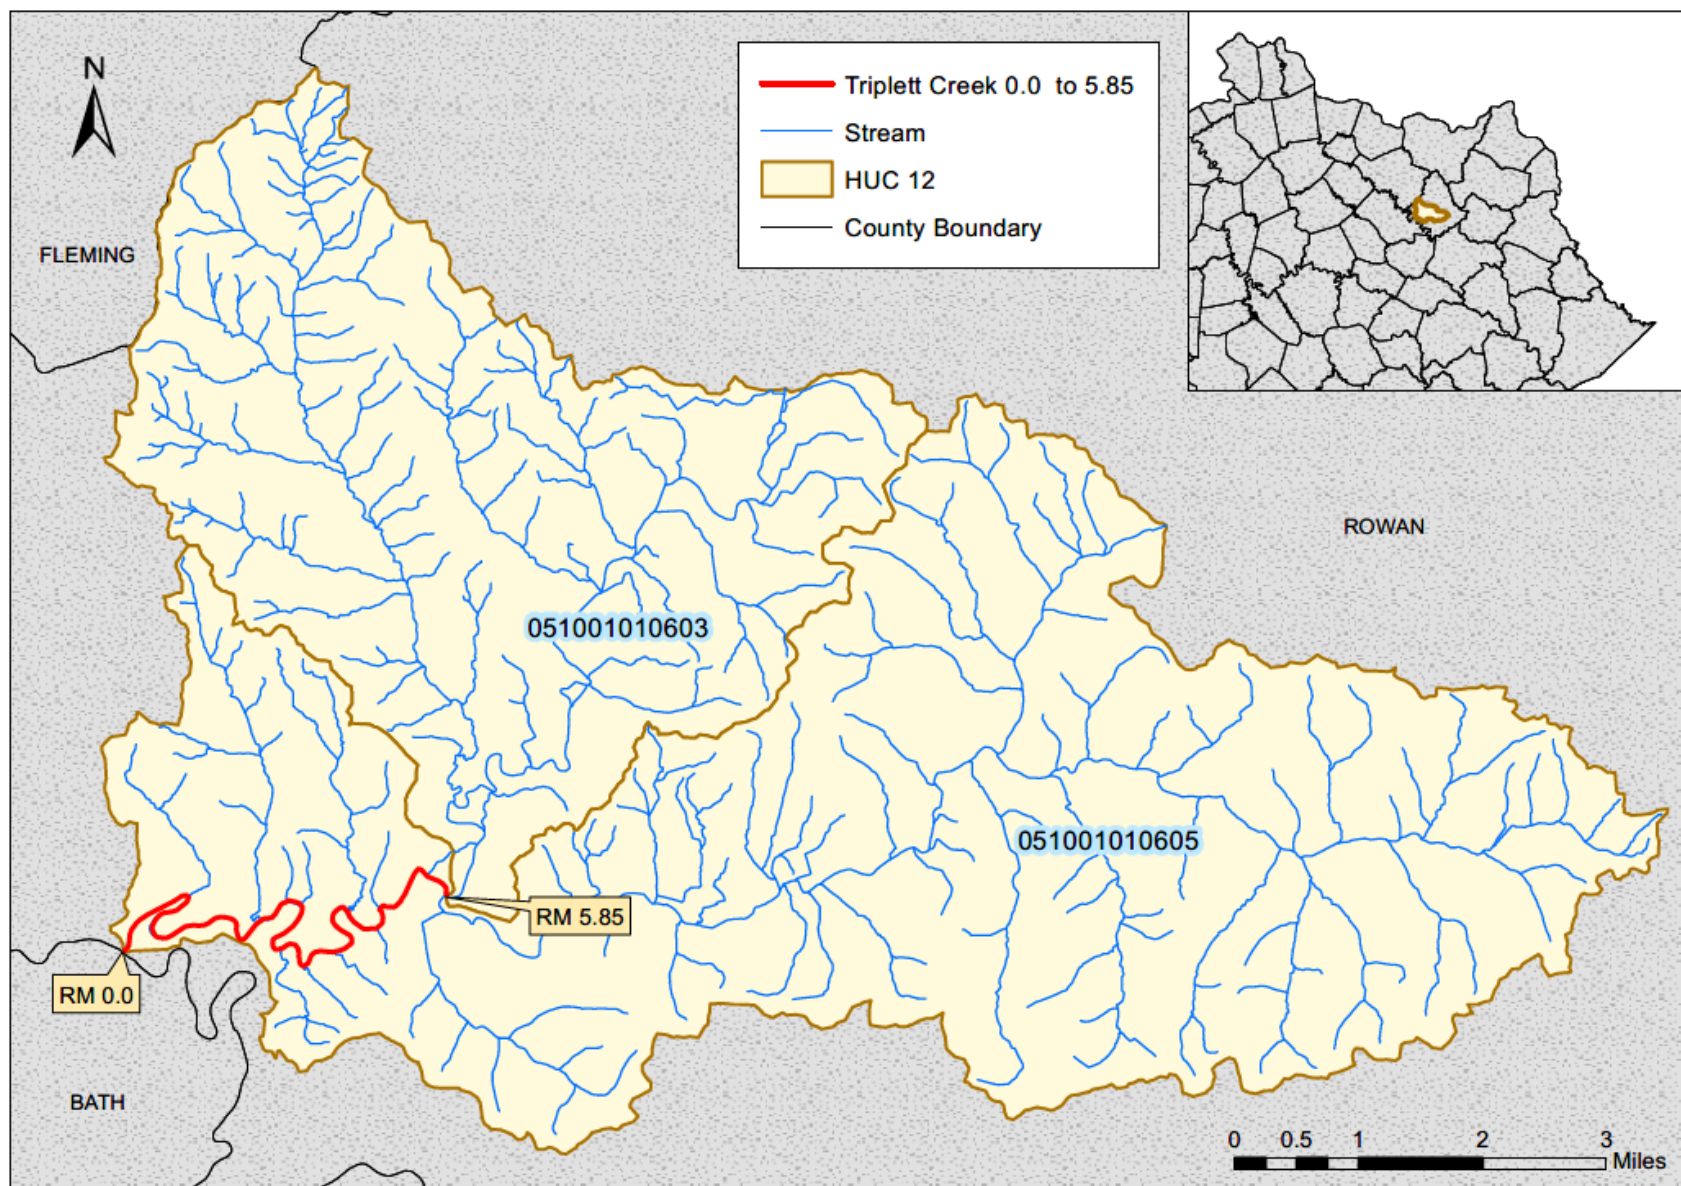 N
Triplett Creek 0.0 to 5.85
Stream
HUC 12
County Boundary
FLEMING
ROWAN
051001010603
051001010605
RM 5.85
RM 0.0
BATH
0 0.5 1 2 3
Miles